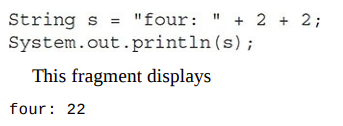 String s = "four: " + 2 + 2;
System.out.println(s);
This fragment displays
four: 22